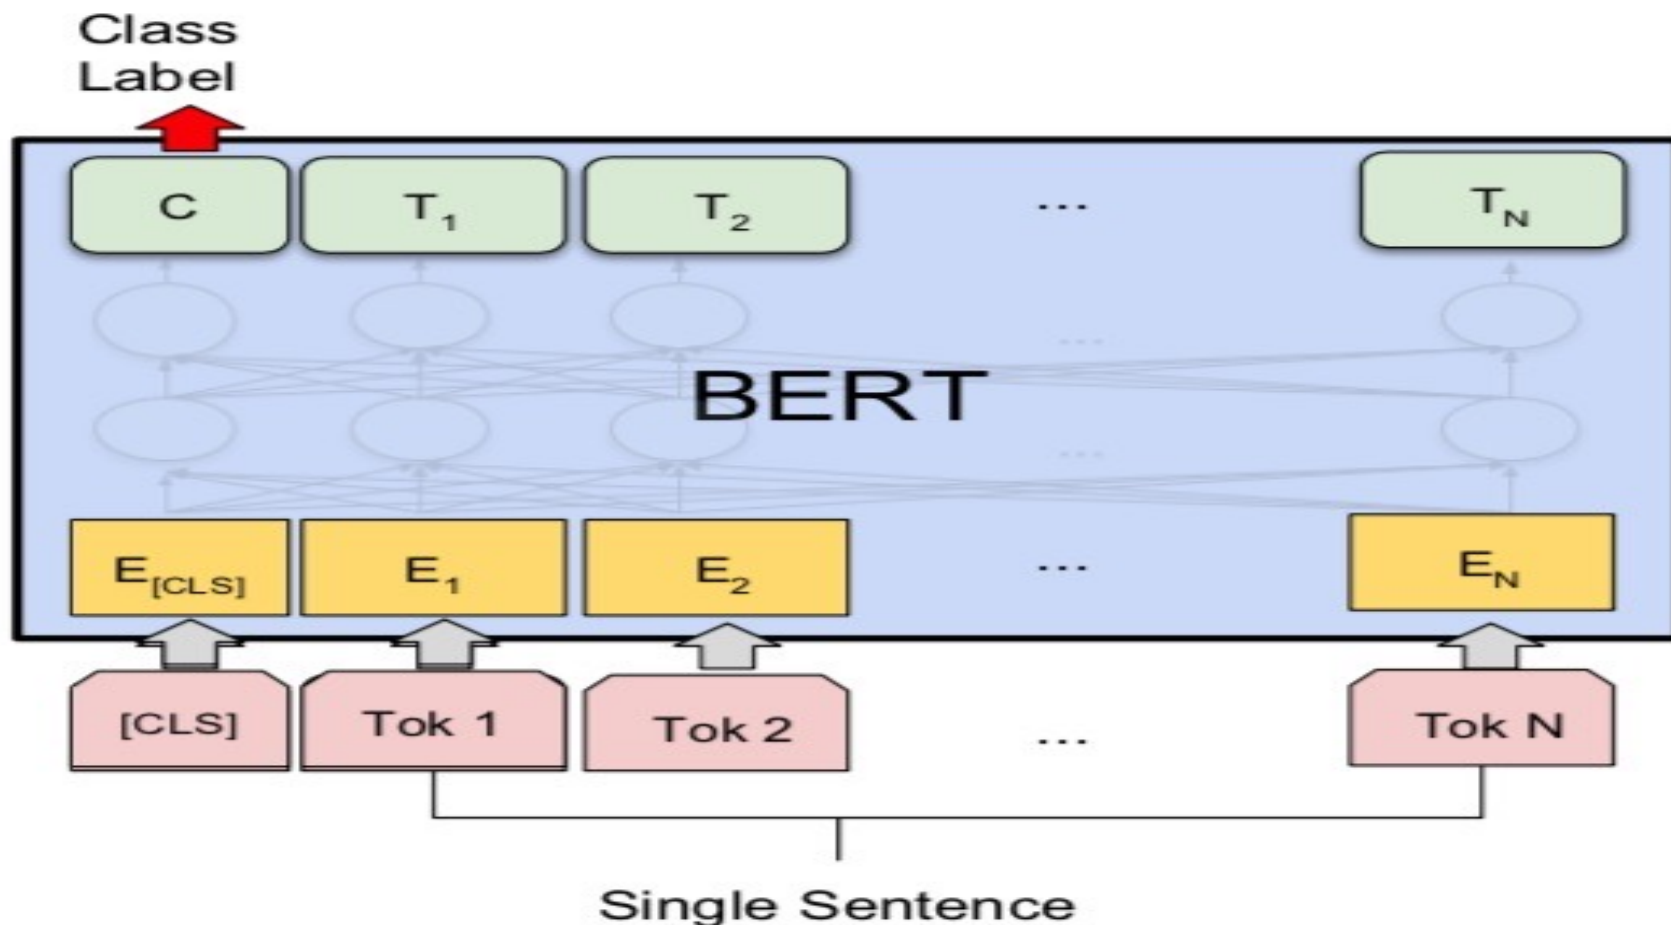 Class
Label
C T1 T2 ... TN
...
BERT
...
E[CLS] E1 E2 ... EN
[CLS] Tok 1 Tok 2 ... Tok N
Single Sentence